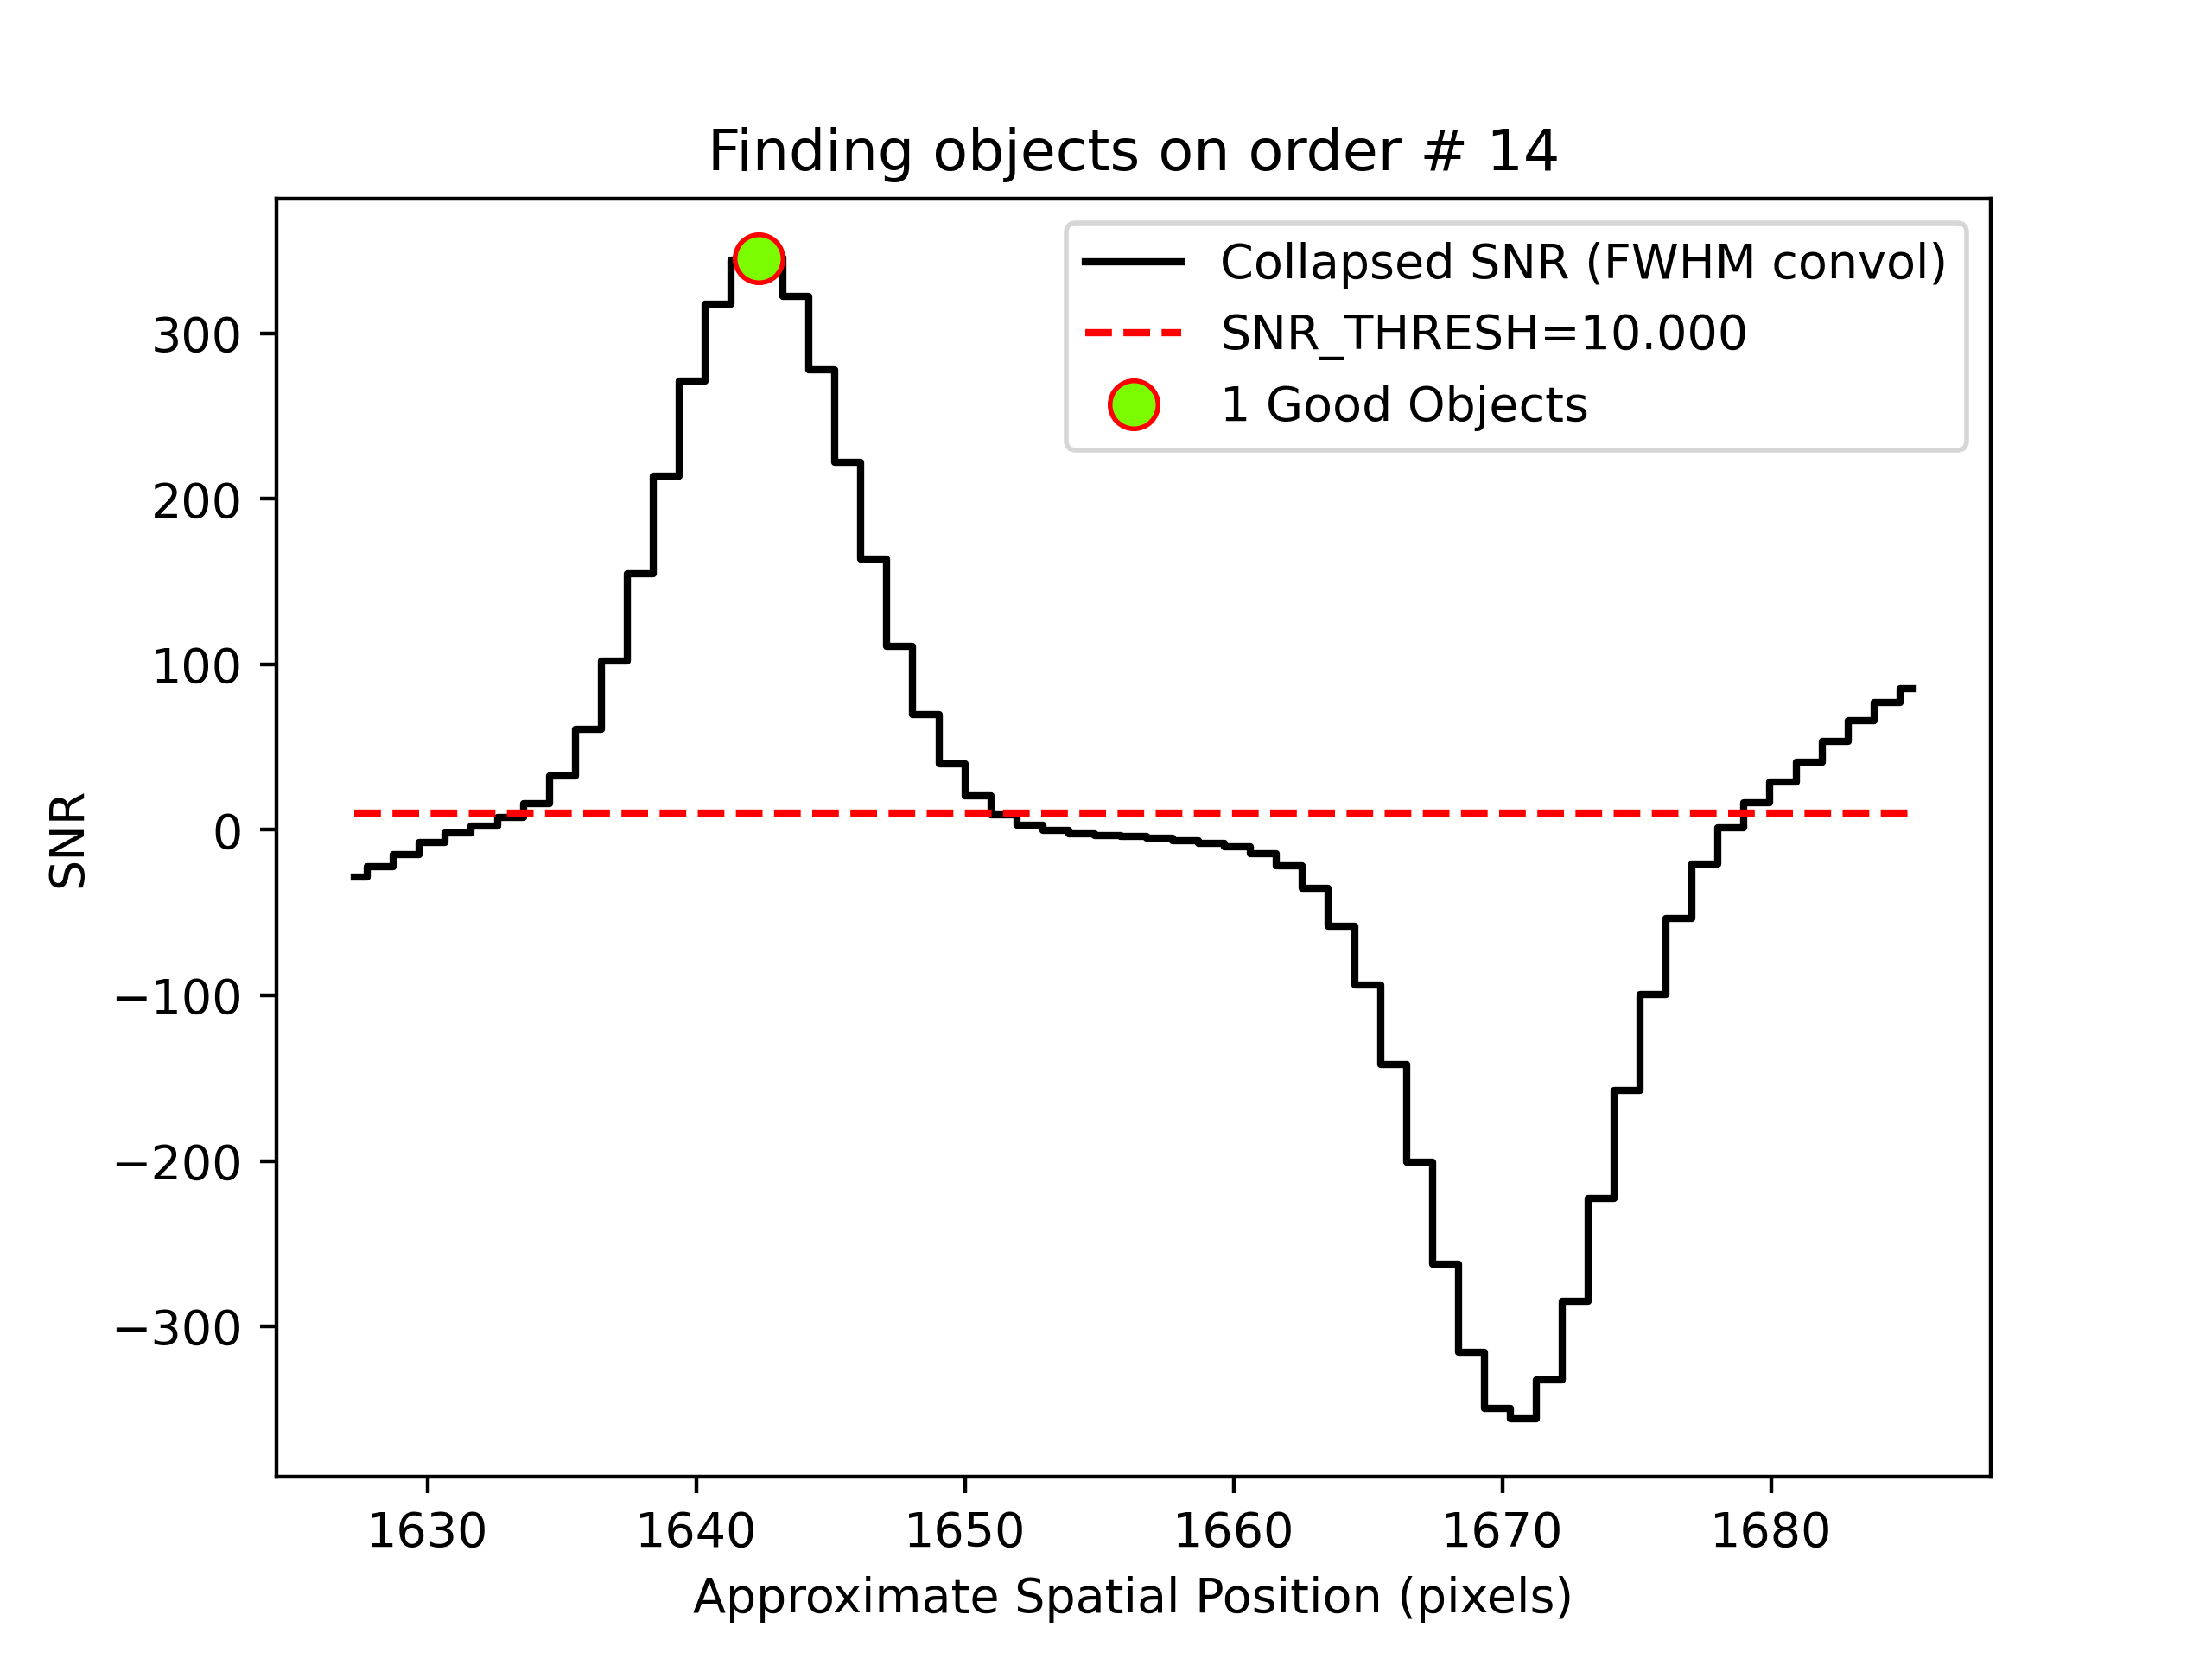 Finding objects on order # 14
Collapsed SNR (FWHM convol)
SNR_THRESH=10.000
1 Good Objects
SNR
300
200
100
0
−100
−200
−300
1630 1640 1650 1660 1670 1680
Approximate Spatial Position (pixels)